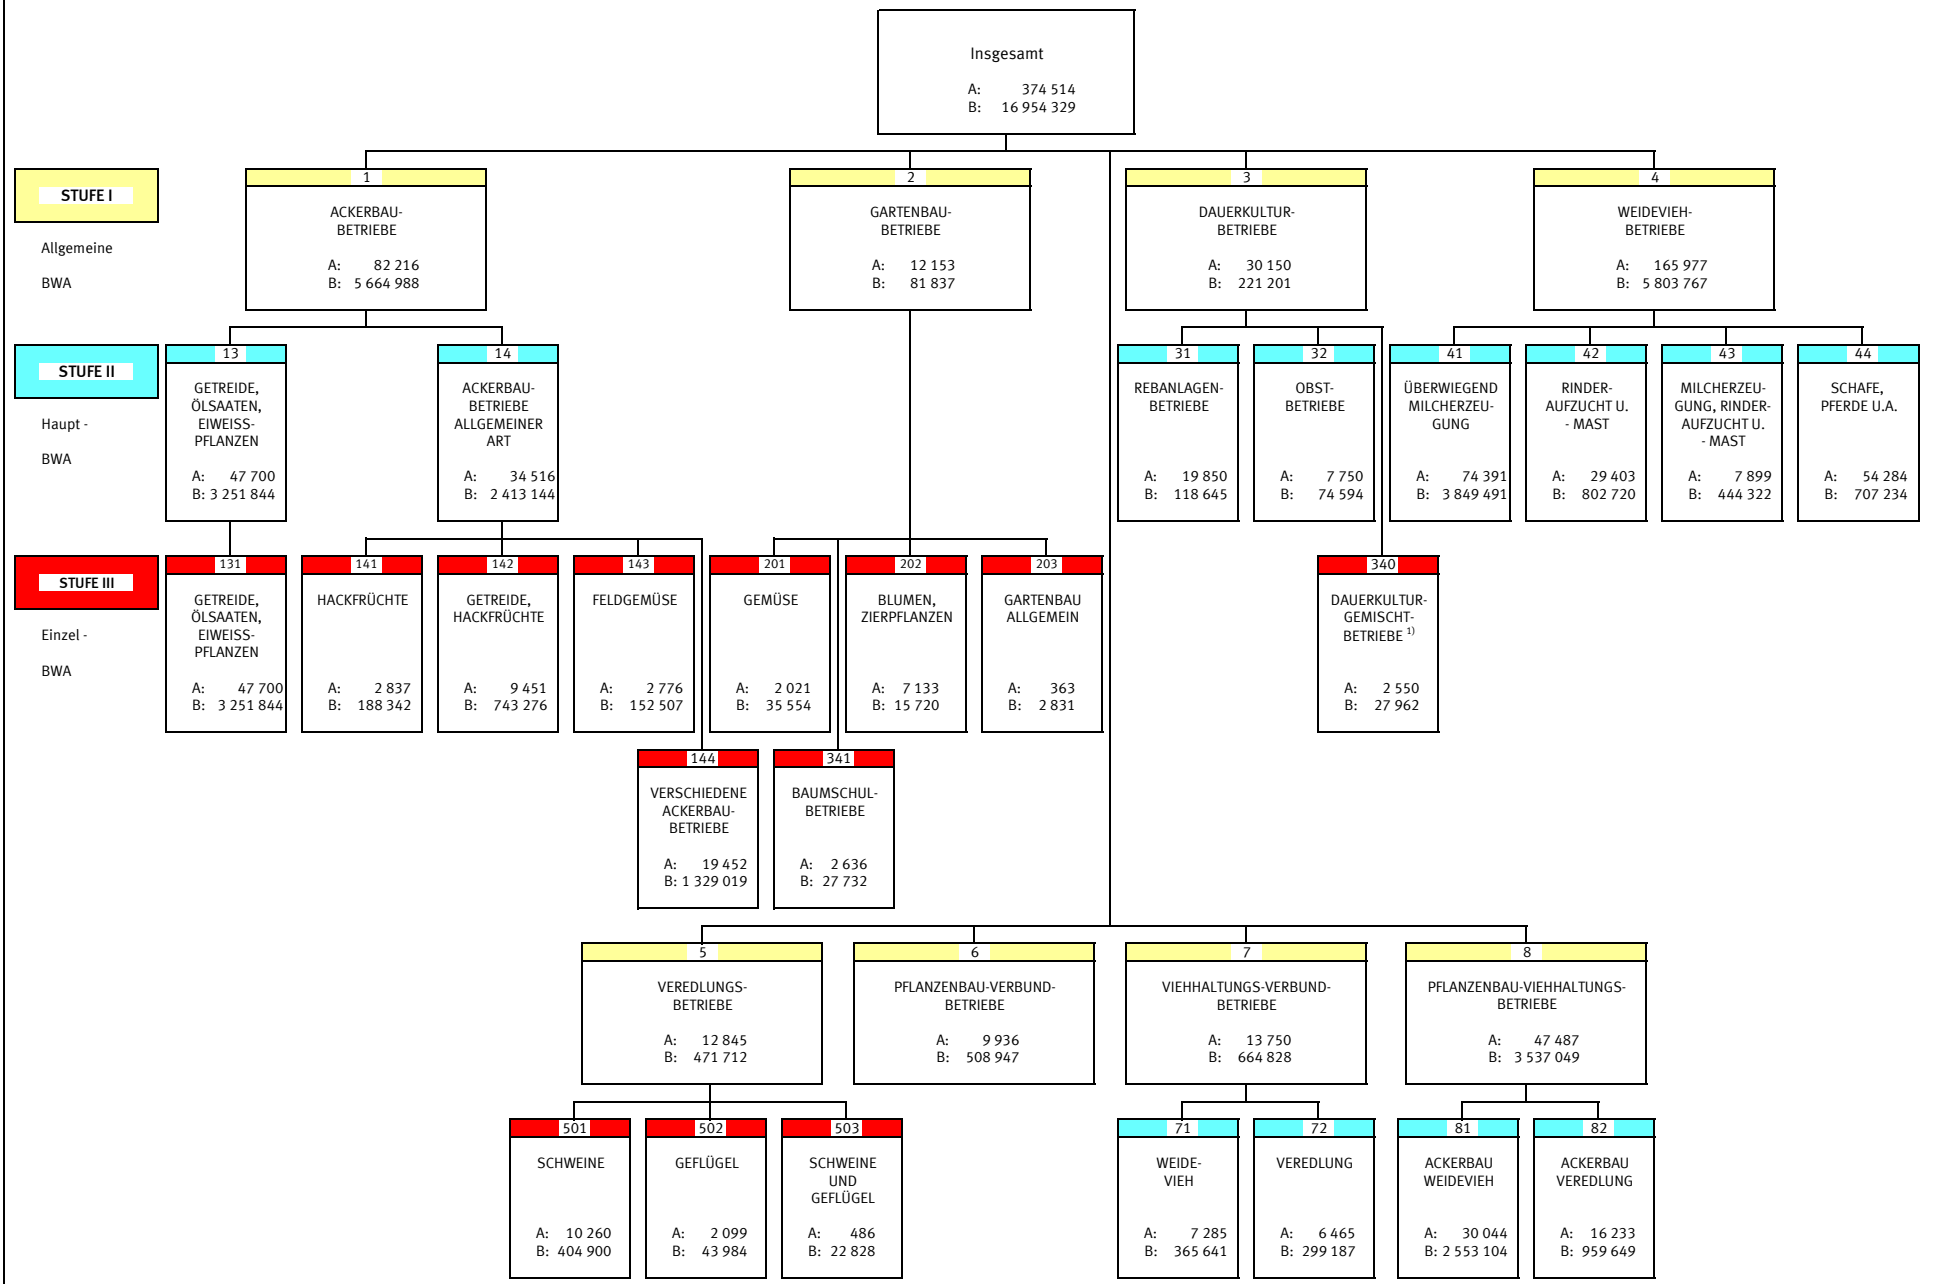 Insgesamt
A: 374 514
B: 16 954 329
STUFE I
Allgemeine
BWA
1
ACKERBAU-
BETRIEBE
A: 82 216
B: 5 664 988
2
GARTENBAU-
BETRIEBE
A: 12 153
B: 81 837
3
DAUERKULTUR-
BETRIEBE
A: 30 150
B: 221 201
4
WEIDEVIEH-
BETRIEBE
A: 165 977
B: 5 803 767
STUFE II
Haupt -
BWA
13
GETREIDE,
ÖLSAATEN,
EIWEISS-
PFLANZEN
A: 47 700
B: 3 251 844
14
ACKERBAU-
BETRIEBE
ALLGEMEINER
ART
A: 34 516
B: 2 413 144
31
REBANLAGEN-
BETRIEBE
A: 19 850
B: 118 645
32
OBST-
BETRIEBE
A: 7 750
B: 74 594
41
ÜBERWIEGEND
MILCHERZEU-
GUNG
A: 74 391
B: 3 849 491
42
RINDER-
AUFZUCHT U.
- MAST
A: 29 403
B: 802 720
43
MILCHERZEU-
GUNG, RINDER-
AUFZUCHT U.
- MAST
A: 7 899
B: 444 322
44
SCHAFE,
PFERDE U.A.
A: 54 284
B: 707 234
STUFE III
Einzel -
BWA
131
GETREIDE,
ÖLSAATEN,
EIWEISS-
PFLANZEN
A: 47 700
B: 3 251 844
141
HACKFRÜCHTE
A: 2 837
B: 188 342
142
GETREIDE,
HACKFRÜCHTE
A: 9 451
B: 743 276
143
FELDGEMÜSE
A: 2 776
B: 152 507
201
GEMÜSE
A: 2 021
B: 35 554
202
BLUMEN,
ZIERPFLANZEN
A: 7 133
B: 15 720
203
GARTENBAU
ALLGEMEIN
A: 363
B: 2 831
340
DAUERKULTUR-
GEMISCHT-
BETRIEBE 1)
A: 2 550
B: 27 962
144
VERSCHIEDENE
ACKERBAU-
BETRIEBE
A: 19 452
B: 1 329 019
341
BAUMSCHUL-
BETRIEBE
A: 2 636
B: 27 732
5
VEREDLUNGS-
BETRIEBE
A: 12 845
B: 471 712
6
PFLANZENBAU-VERBUND-
BETRIEBE
A: 9 936
B: 508 947
7
VIEHHALTUNGS-VERBUND-
BETRIEBE
A: 13 750
B: 664 828
8
PFLANZENBAU-VIEHHALTUNGS-
BETRIEBE
A: 47 487
B: 3 537 049
501
SCHWEINE
A: 10 260
B: 404 900
502
GEFLÜGEL
A: 2 099
B: 43 984
503
SCHWEINE
UND
GEFLÜGEL
A: 486
B: 22 828
71
WEIDE-
VIEH
A: 7 285
B: 365 641
72
VEREDLUNG
A: 6 465
B: 299 187
81
ACKERBAU
WEIDEVIEH
A: 30 044
B: 2 553 104
82
ACKERBAU
VEREDLUNG
A: 16 233
B: 959 649